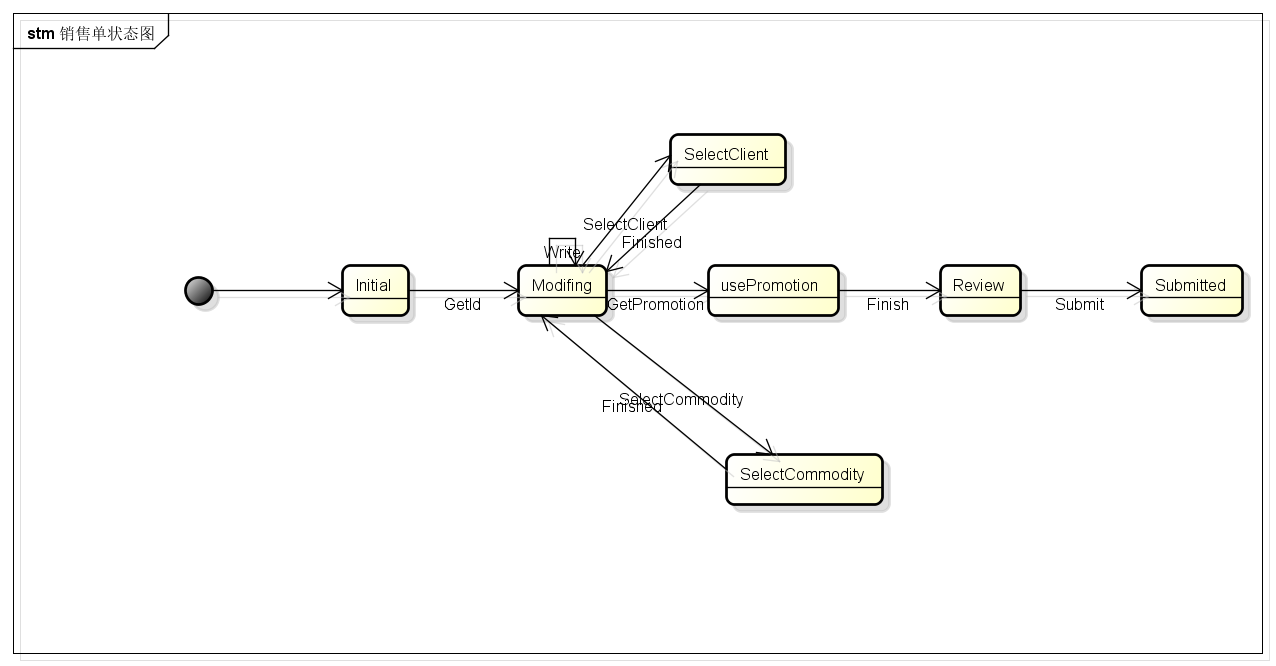 stm 销售单状态图
SelectClient
SelectClient
Finished
Write
Initial
GetId
Modifing
GetPromotion
usePromotion
Finish
Review
Submit
Submitted
SelectCommodity
Finished
SelectCommodity